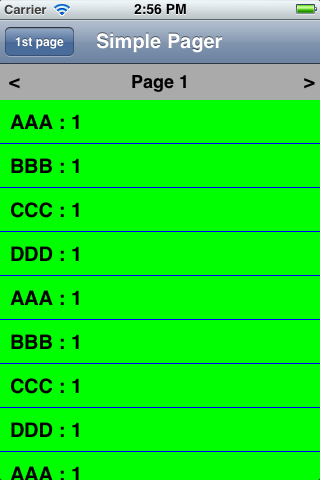 Carrier 2:56 PM
1st page Simple Pager
< Page 1 >
AAA : 1
BBB : 1
CCC : 1
DDD : 1
AAA : 1
BBB : 1
CCC : 1
DDD : 1
AAA : 1